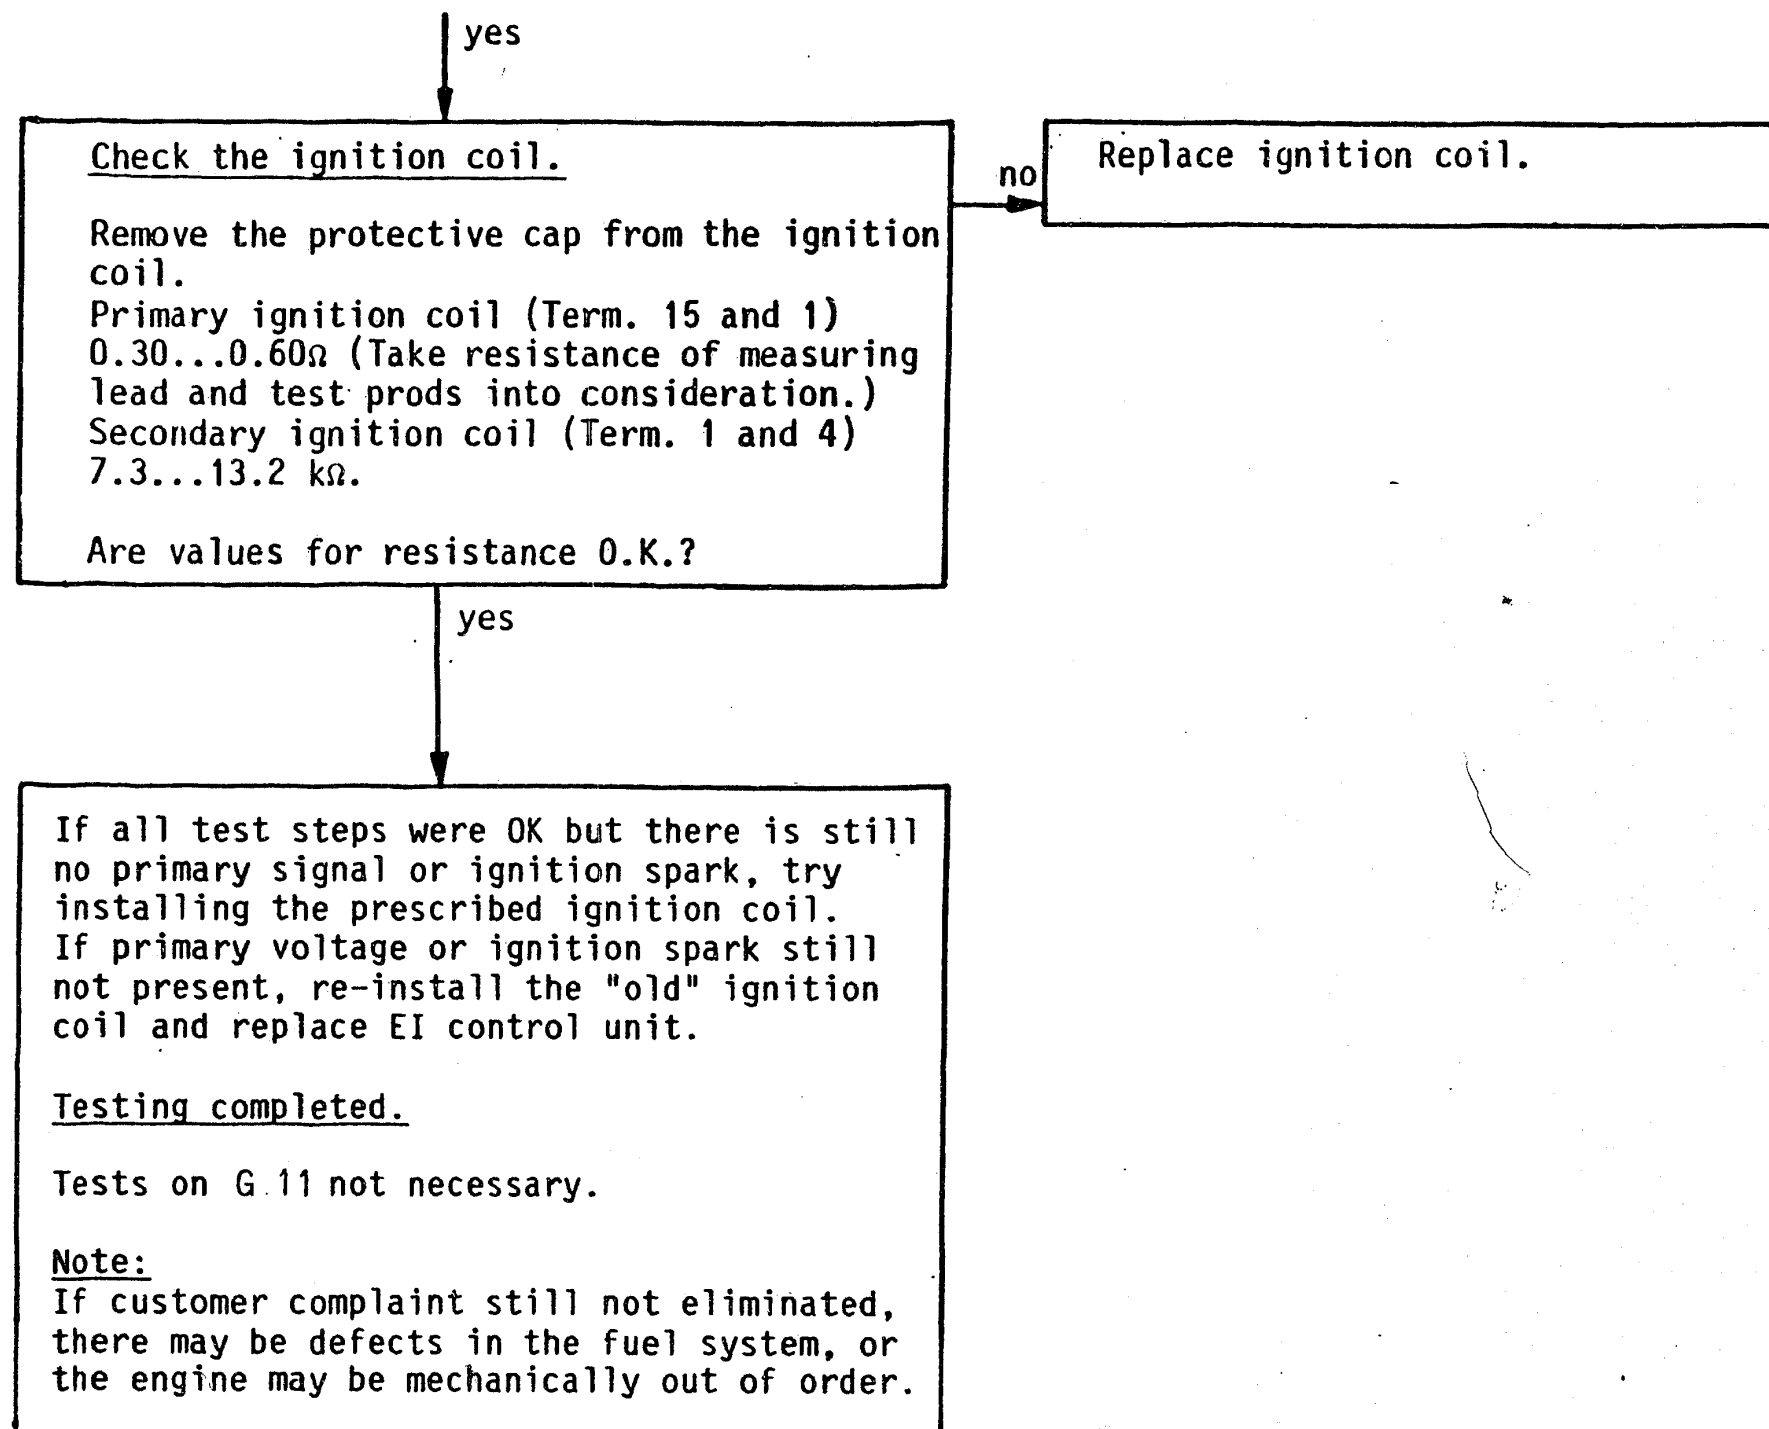 yes
Check the ignition coil.
Remove the protective cap from the ignition
coil.
Primary ignition coil (Term. 15 and 1)
0.30...0.60Ω (Take resistance of measuring
lead and test prods into consideration.)
Secondary ignition coil (Term. 1 and 4)
7.3...13.2 kΩ.
Are values for resistance O.K.?
no
Replace ignition coil.
yes
If all test steps were OK but there is still
no primary signal or ignition spark, try
installing the prescribed ignition coil.
If primary voltage or ignition spark still
not present, re-install the "old" ignition
coil and replace EI control unit.
Testing completed.
Tests on G 11 not necessary.
Note:
If customer complaint still not eliminated,
there may be defects in the fuel system, or
the engine may be mechanically out of order.